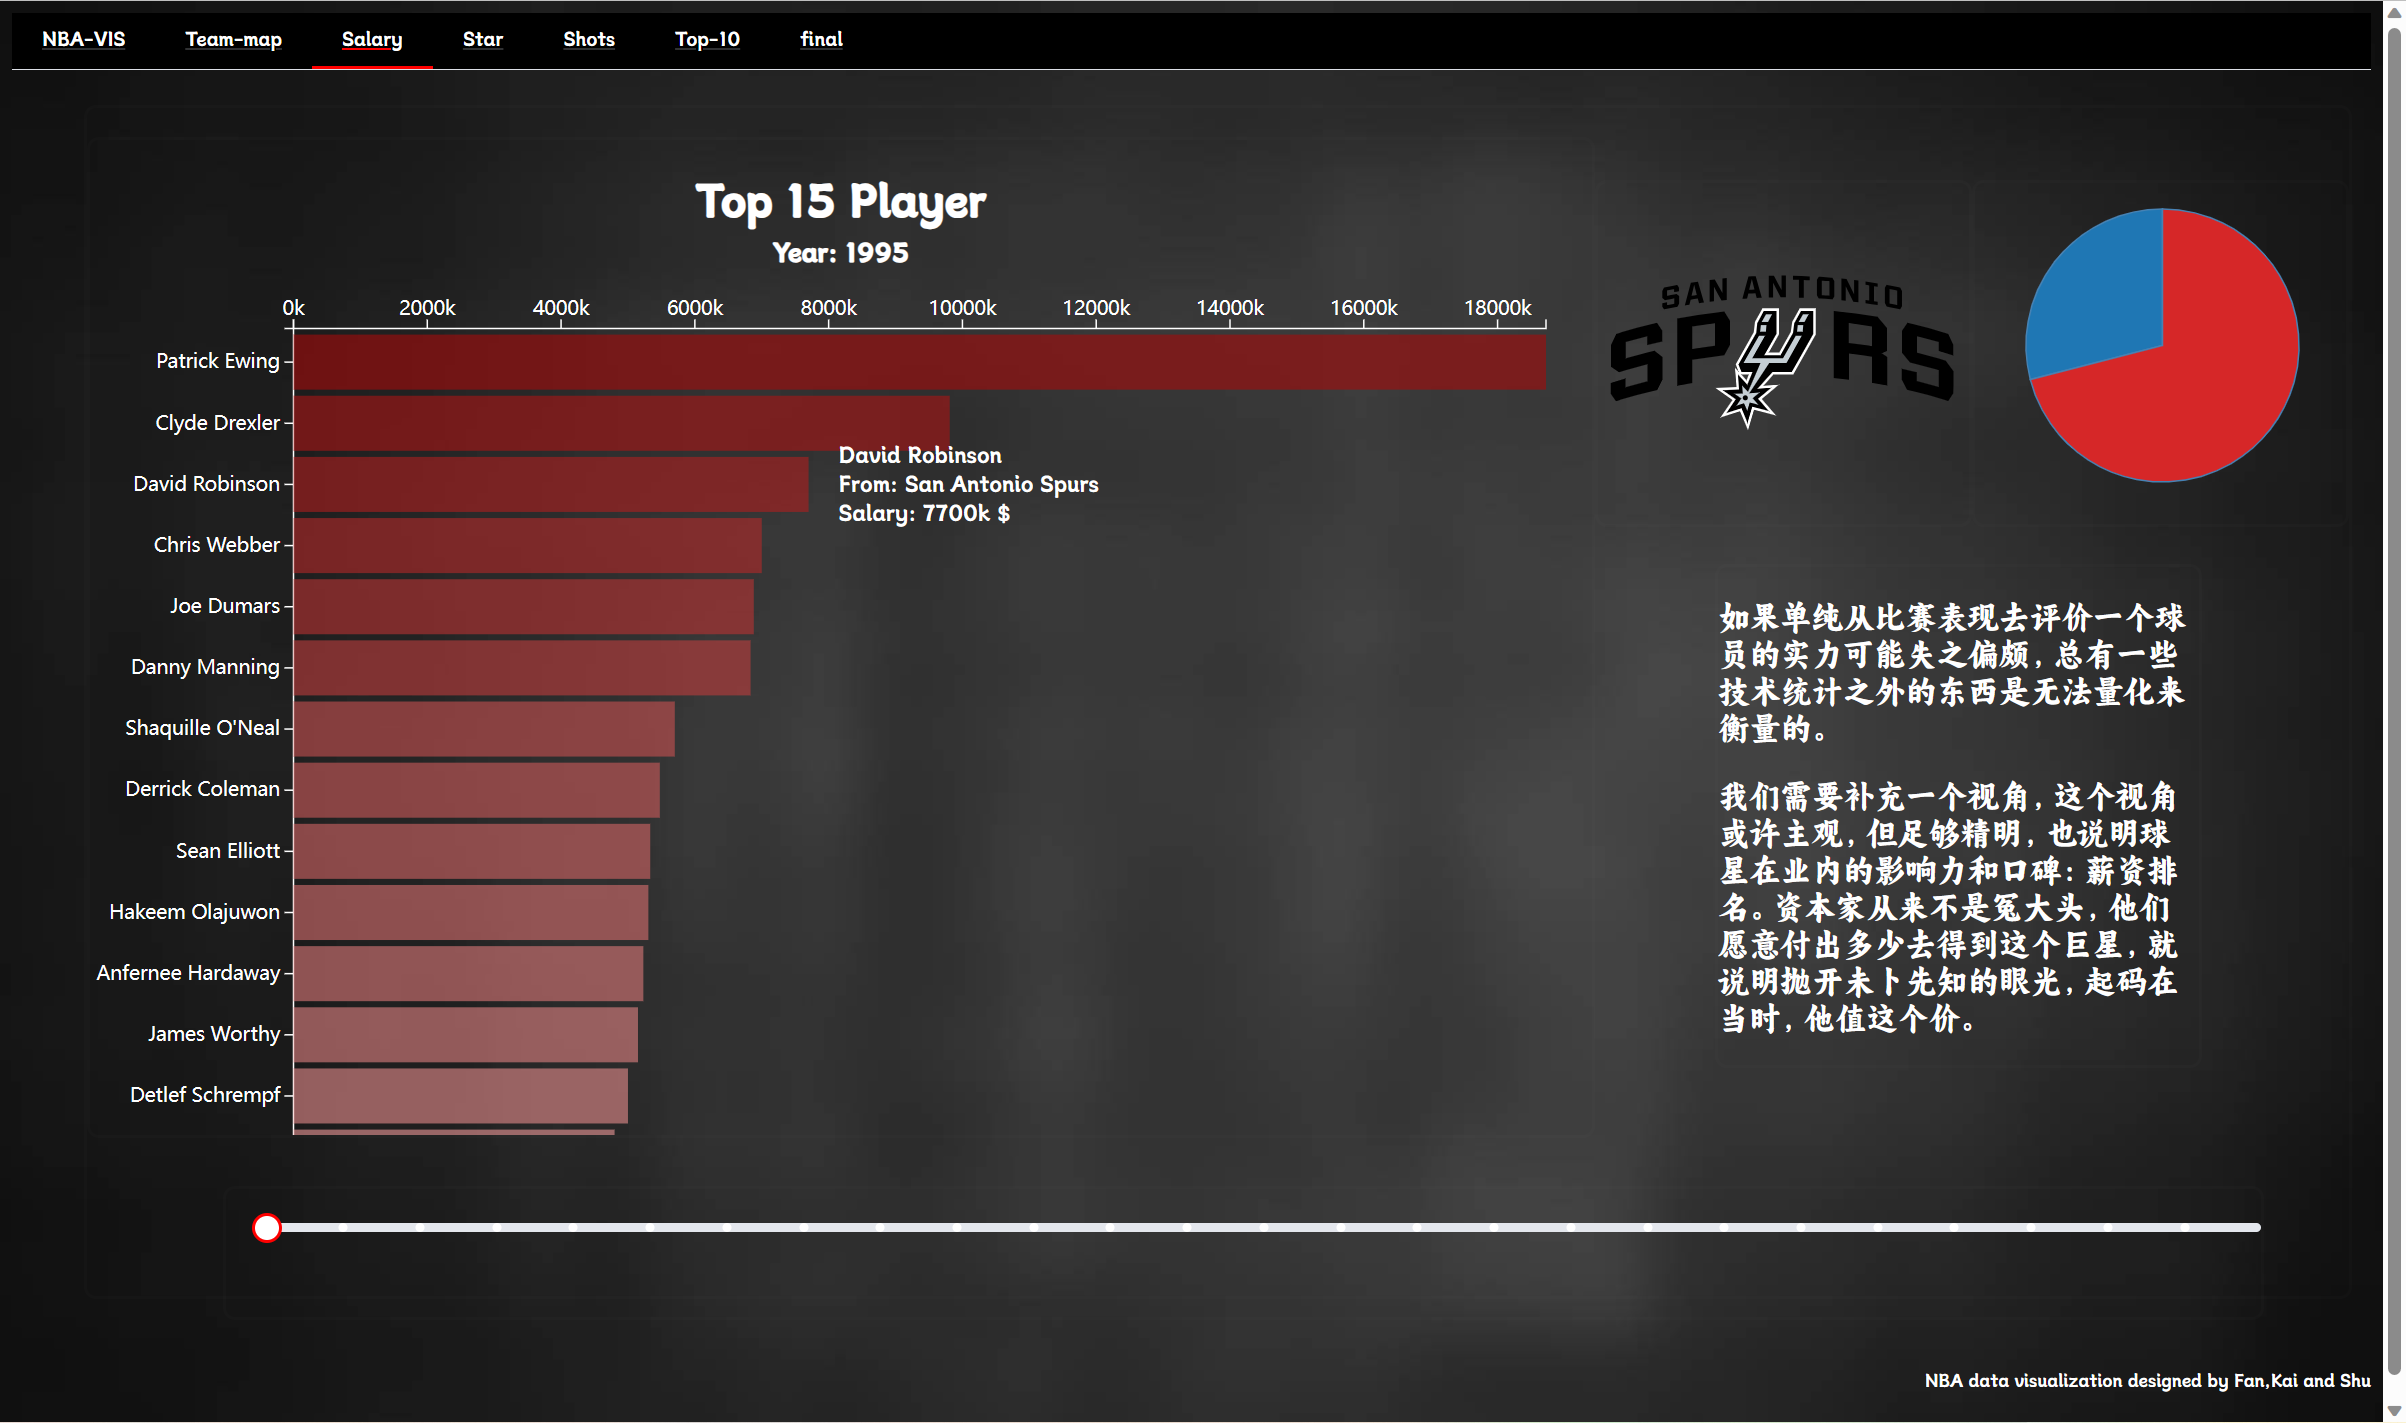 NBA-VIS Team-map Salary Star Shots Top-10 final
Top 15 Player
Year: 1995
0k 2000k 4000k 6000k 8000k 10000k 12000k 14000k 16000k 18000k
Patrick Ewing
Clyde Drexler
David Robinson
Chris Webber
Joe Dumars
Danny Manning
Shaquille O'Neal
Derrick Coleman
Sean Elliott
Hakeem Olajuwon
Anfernee Hardaway
James Worthy
Detlef Schrempf
David Robinson
From: San Antonio Spurs
Salary: 7700k $
SAN ANTONIO
SPURS
如果单纯从比赛表现去评价一个球
员的实力可能失之偏颇，总有一些
技术统计之外的东西是无法量化来
衡量的。
我们需要补充一个视角，这个视角
或许主观，但足够精明，也说明球
星在业内的影响力和口碑：薪资排
名。资本家从来不是冤大头，他们
愿意付出多少去得到这个巨星，就
说明抛开未卜先知的眼光，起码在
当时，他值这个价。
NBA data visualization designed by Fan,Kai and Shu